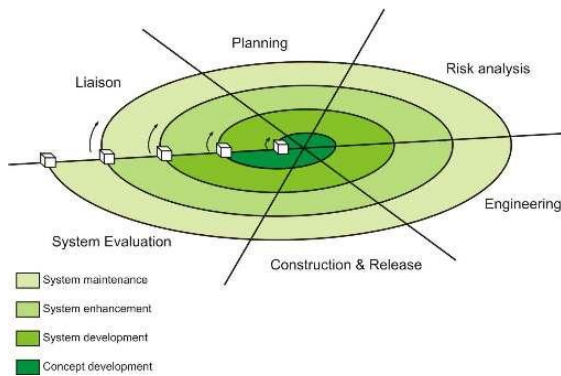 Planning
Risk analysis
Liaison
Engineering
System Evaluation
Construction & Release
System maintenance
System enhancement
System development
Concept development